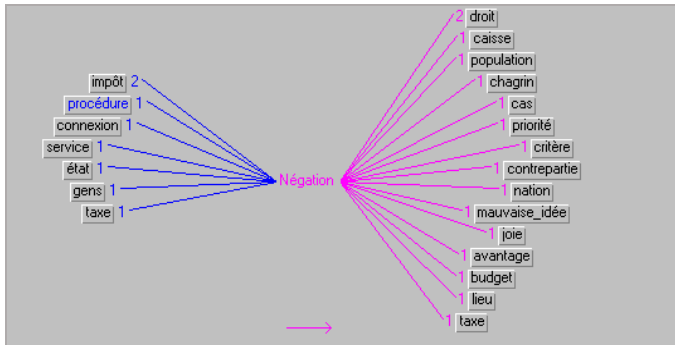 impôt 2
procédure 1
connexion 1
service 1
état 1
gens 1
taxe 1
Négation
2 droit
1 caisse
1 population
1 chagrin
1 cas
1 priorité
1 critère
1 contrepartie
1 nation
1 mauvaise_idée
1 joie
1 avantage
1 budget
1 lieu
1 taxe